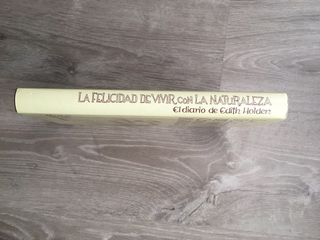 LA FELICIDAD DE VIVIR CON LA NATURALEZA
El diario de Edith Holden